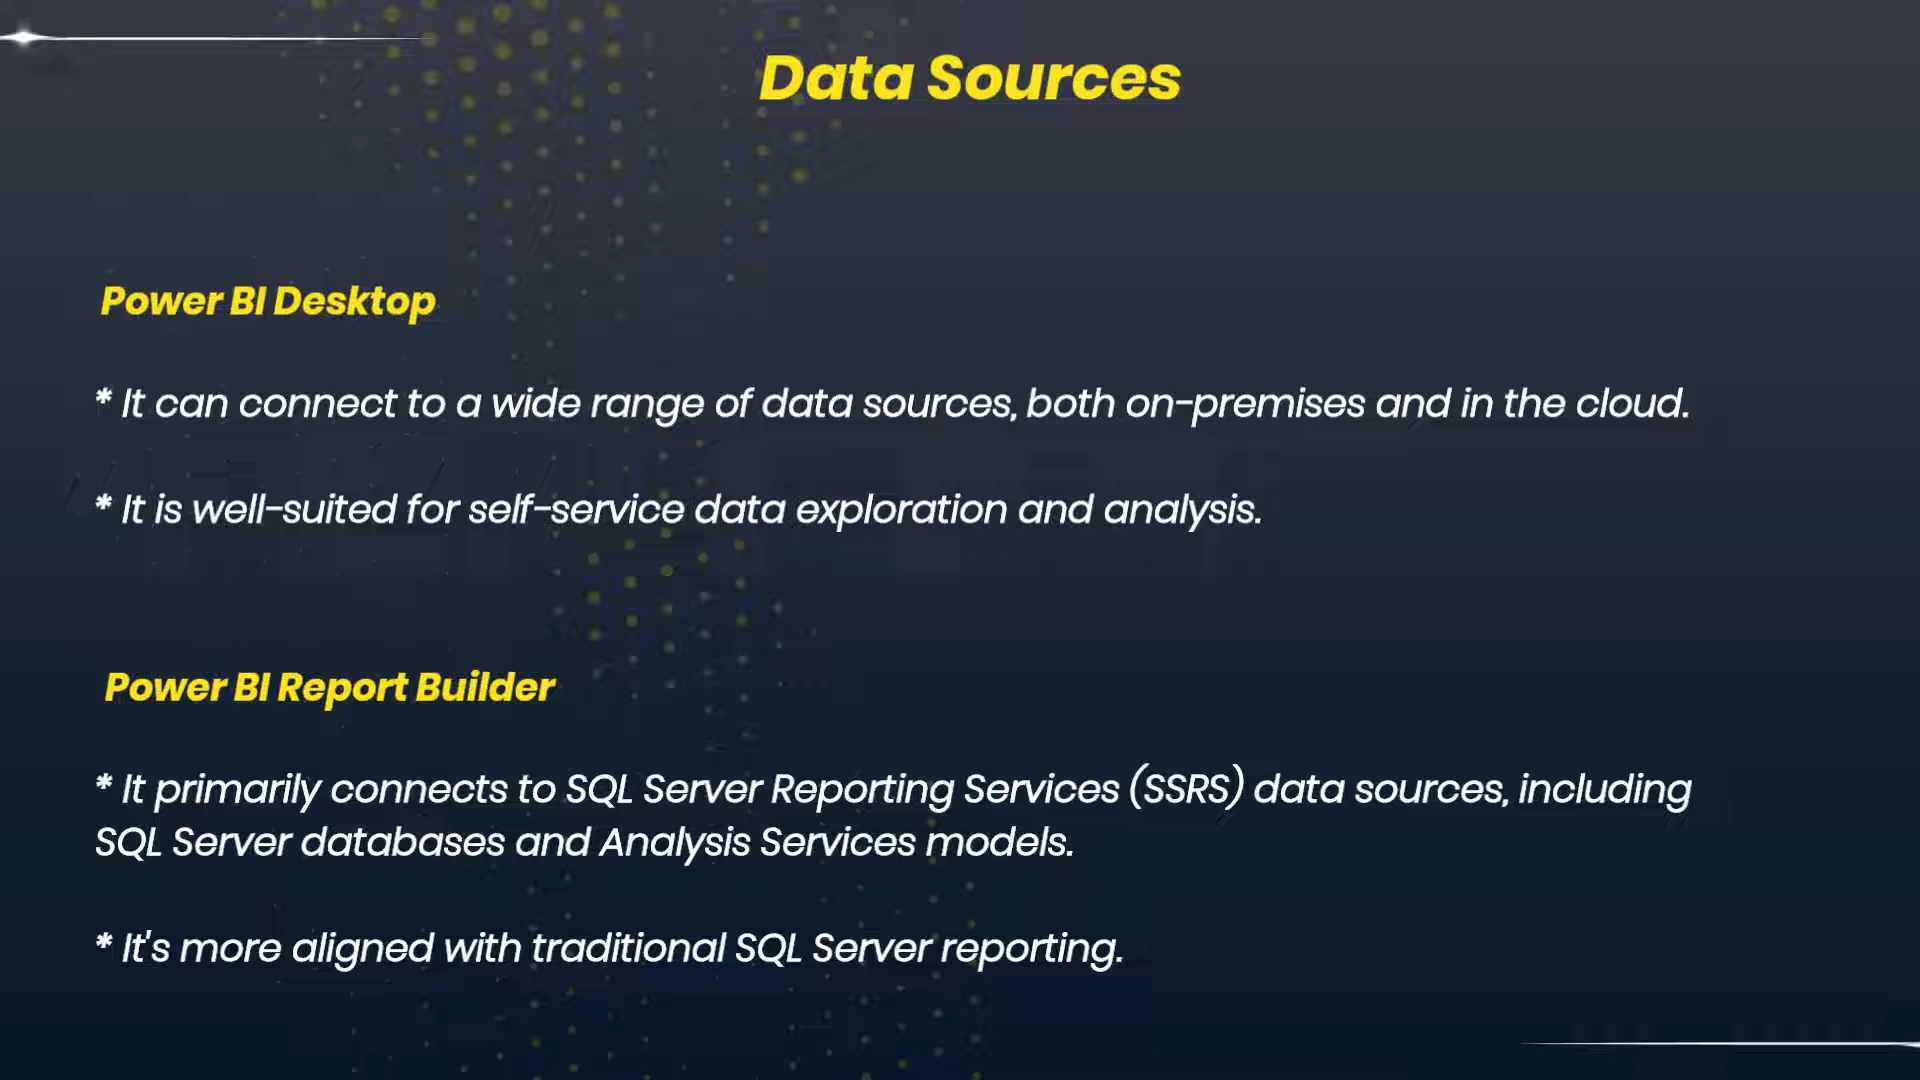 Data Sources
Power BI Desktop
* It can connect to a wide range of data sources, both on-premises and in the cloud.
* It is well-suited for self-service data exploration and analysis.
Power BI Report Builder
* It primarily connects to SQL Server Reporting Services (SSRS) data sources, including
SQL Server databases and Analysis Services models.
* It's more aligned with traditional SQL Server reporting.